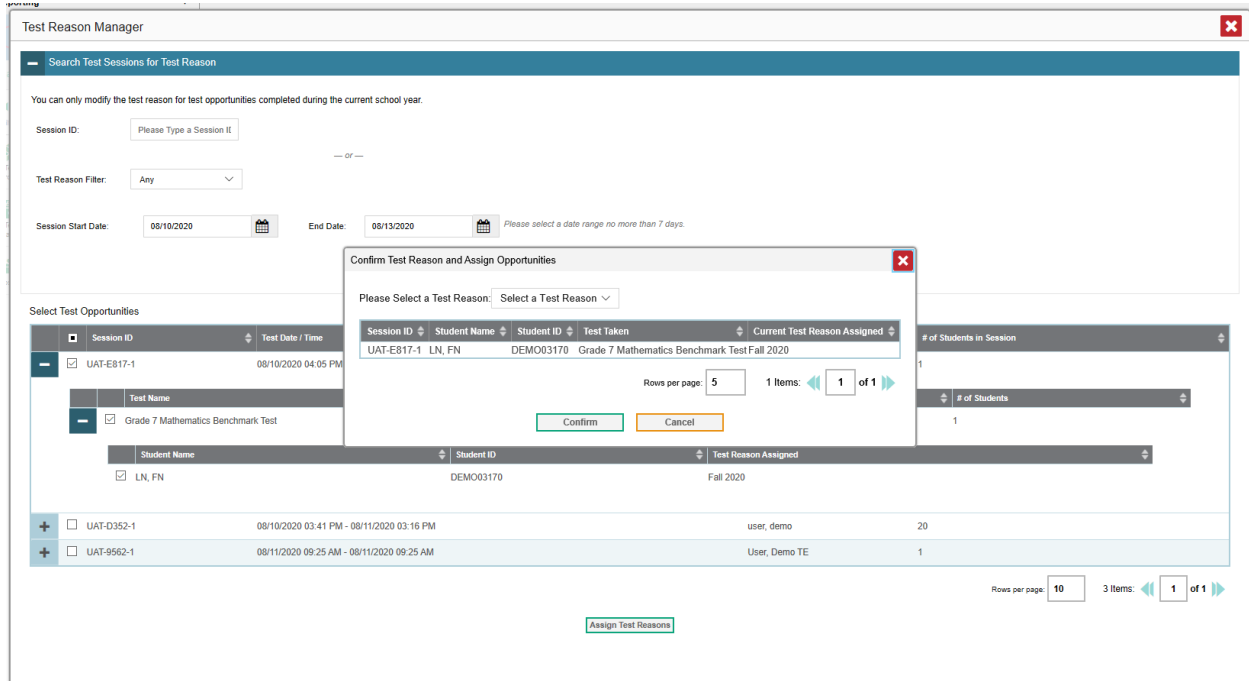 Test Reason Manager
Search Test Sessions for Test Reason
You can only modify the test reason for test opportunities completed during the current school year.
Session ID: Please Type a Session II
— or —
Test Reason Filter: Any
Session Start Date: 08/10/2020 End Date: 08/13/2020 Please select a date range no more than 7 days.
Confirm Test Reason and Assign Opportunities
Please Select a Test Reason: Select a Test Reason
Session ID Student Name Student ID Test Taken Current Test Reason Assigned
UAT-E817-1 LN, FN DEMO03170 Grade 7 Mathematics Benchmark Test Fall 2020
Rows per page: 5 1 Items: 1 of 1
Confirm Cancel
Select Test Opportunities
Session ID Test Date / Time # of Students in Session
UAT-E817-1 08/10/2020 04:05 PM 1
Test Name # of Students
Grade 7 Mathematics Benchmark Test 1
Student Name Student ID Test Reason Assigned
LN, FN DEMO03170 Fall 2020
UAT-D352-1 08/10/2020 03:41 PM - 08/11/2020 03:16 PM user, demo 20
UAT-9562-1 08/11/2020 09:25 AM - 08/11/2020 09:25 AM User, Demo TE 1
Rows per page: 10 3 Items: 1 of 1
Assign Test Reasons